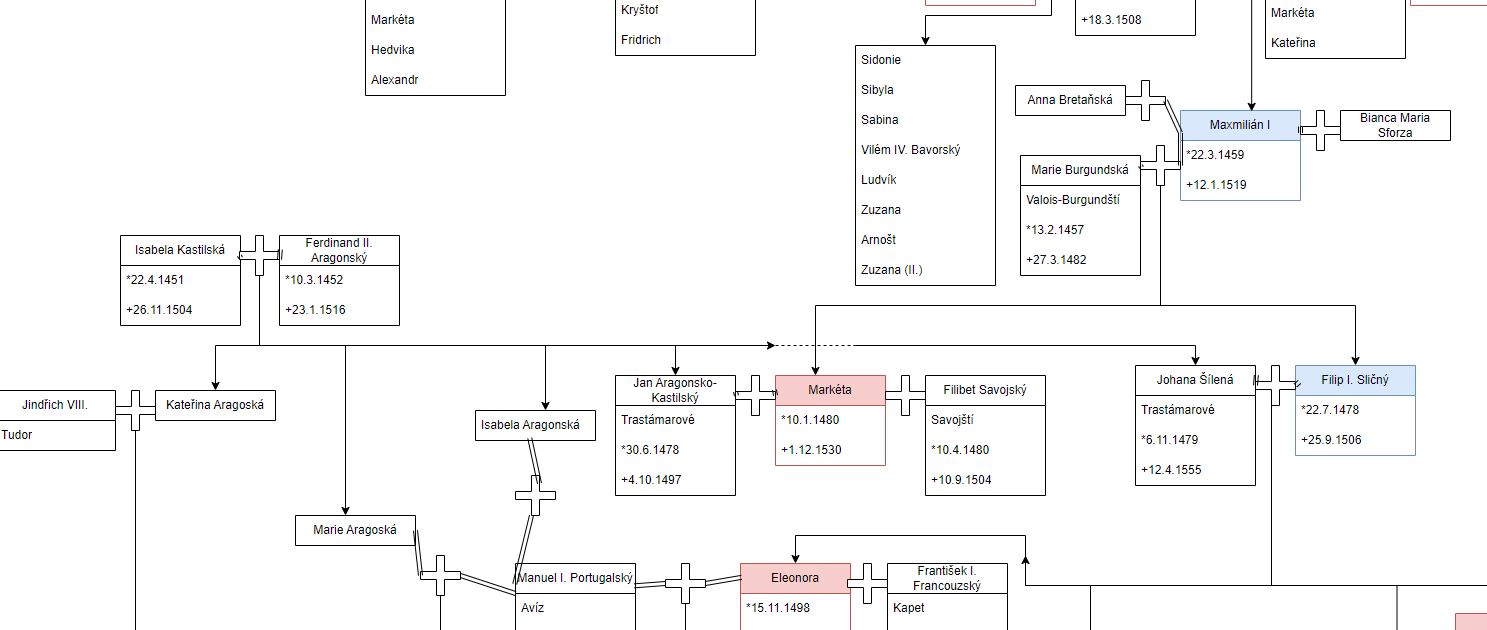 Markéta
Hedvika
Alexandr
Kryštof
Fridrich
+18.3.1508
Markéta
Kateřina
Sidonie
Sibyla
Sabina
Vilém IV. Bavorský
Ludvík
Zuzana
Arnošt
Zuzana (II.)
Anna Bretaňská
Maxmilián I
*22.3.1459
+12.1.1519
Bianca Maria
Sforza
Marie Burgundská
Valois-Burgundští
*13.2.1457
+27.3.1482
Isabela Kastilská
*22.4.1451
+26.11.1504
Ferdinand II.
Aragonský
*10.3.1452
+23.1.1516
Jindřich VIII.
Tudor
Kateřina Aragoská
Isabela Aragonská
Jan Aragonsko-
Kastilský
Trastámarové
*30.6.1478
+4.10.1497
Markéta
*10.1.1480
+1.12.1530
Filibet Savojský
Savojští
*10.4.1480
+10.9.1504
Johana Šílená
Trastámarové
*6.11.1479
+12.4.1555
Filip I. Sličný
*22.7.1478
+25.9.1506
Marie Aragoská
Manuel I. Portugalský
Avíz
Eleonora
*15.11.1498
František I.
Francouzský
Kapet